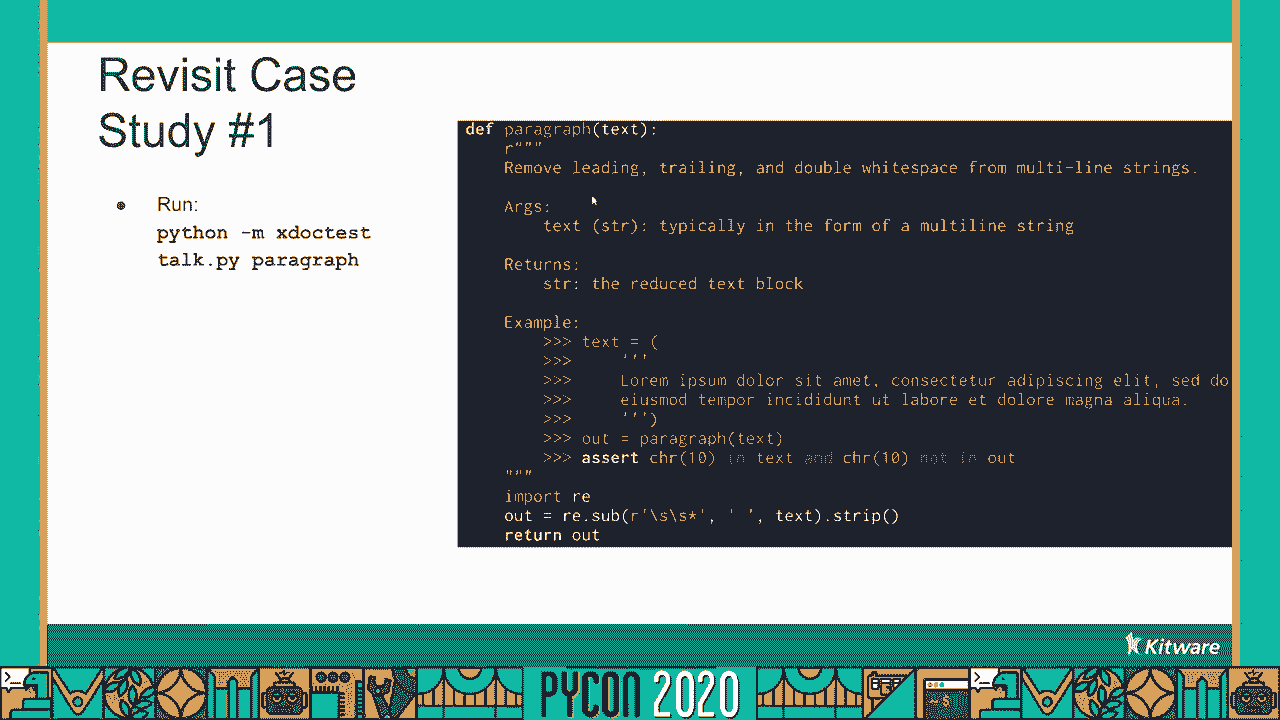 Revisit Case
Study #1
● Run:
python -m xdoctest
talk.py paragraph
def paragraph(text):
    r"""
    Remove leading, trailing, and double whitespace from multi-line strings.
    Args:
        text (str): typically in the form of a multiline string
    Returns:
        str: the reduced text block
    Example:
        >>> text = (
        >>>     '''
        >>>     Lorem ipsum dolor sit amet, consectetur adipiscing elit, sed do
        >>>     eiusmod tempor incididunt ut labore et dolore magna aliqua.
        >>>     ''')
        >>> out = paragraph(text)
        >>> assert chr(10) in text and chr(10) not in out
    """
    import re
    out = re.sub(r'\s\s*', ' ', text).strip()
    return out
Kitware
PYCON 2020